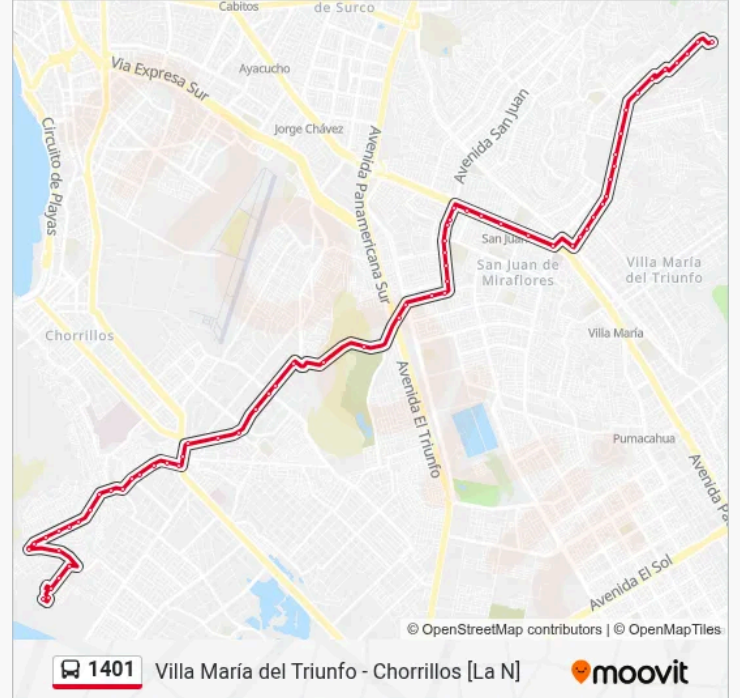 Cabitos
de Surco
Via Expresa Sur
Ayacucho
Circuito de Playas
Jorge Chávez
Avenida Panamericana Sur
Avenida San Juan
San Juan
San Juan de
Miraflores
Villa María
del Triunfo
Chorrillos
Villa María
Avenida El Triunfo
Pumacahua
Avenida Pa
Avenida El Sol
© OpenStreetMap contributors | © OpenMapTiles
1401 Villa María del Triunfo - Chorrillos [La N]
moovit